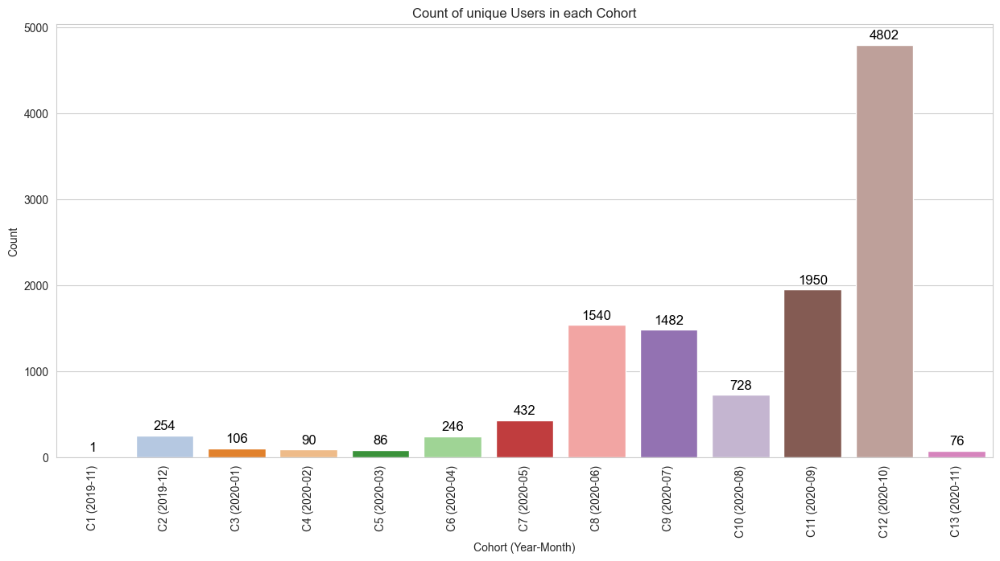 Count of unique Users in each Cohort
Count
5000
4000
3000
2000
1000
0
1
254
106
90
86
246
432
1540
1482
728
1950
4802
76
C1 (2019-11)
C2 (2019-12)
C3 (2020-01)
C4 (2020-02)
C5 (2020-03)
C6 (2020-04)
C7 (2020-05)
C8 (2020-06)
C9 (2020-07)
C10 (2020-08)
C11 (2020-09)
C12 (2020-10)
C13 (2020-11)
Cohort (Year-Month)